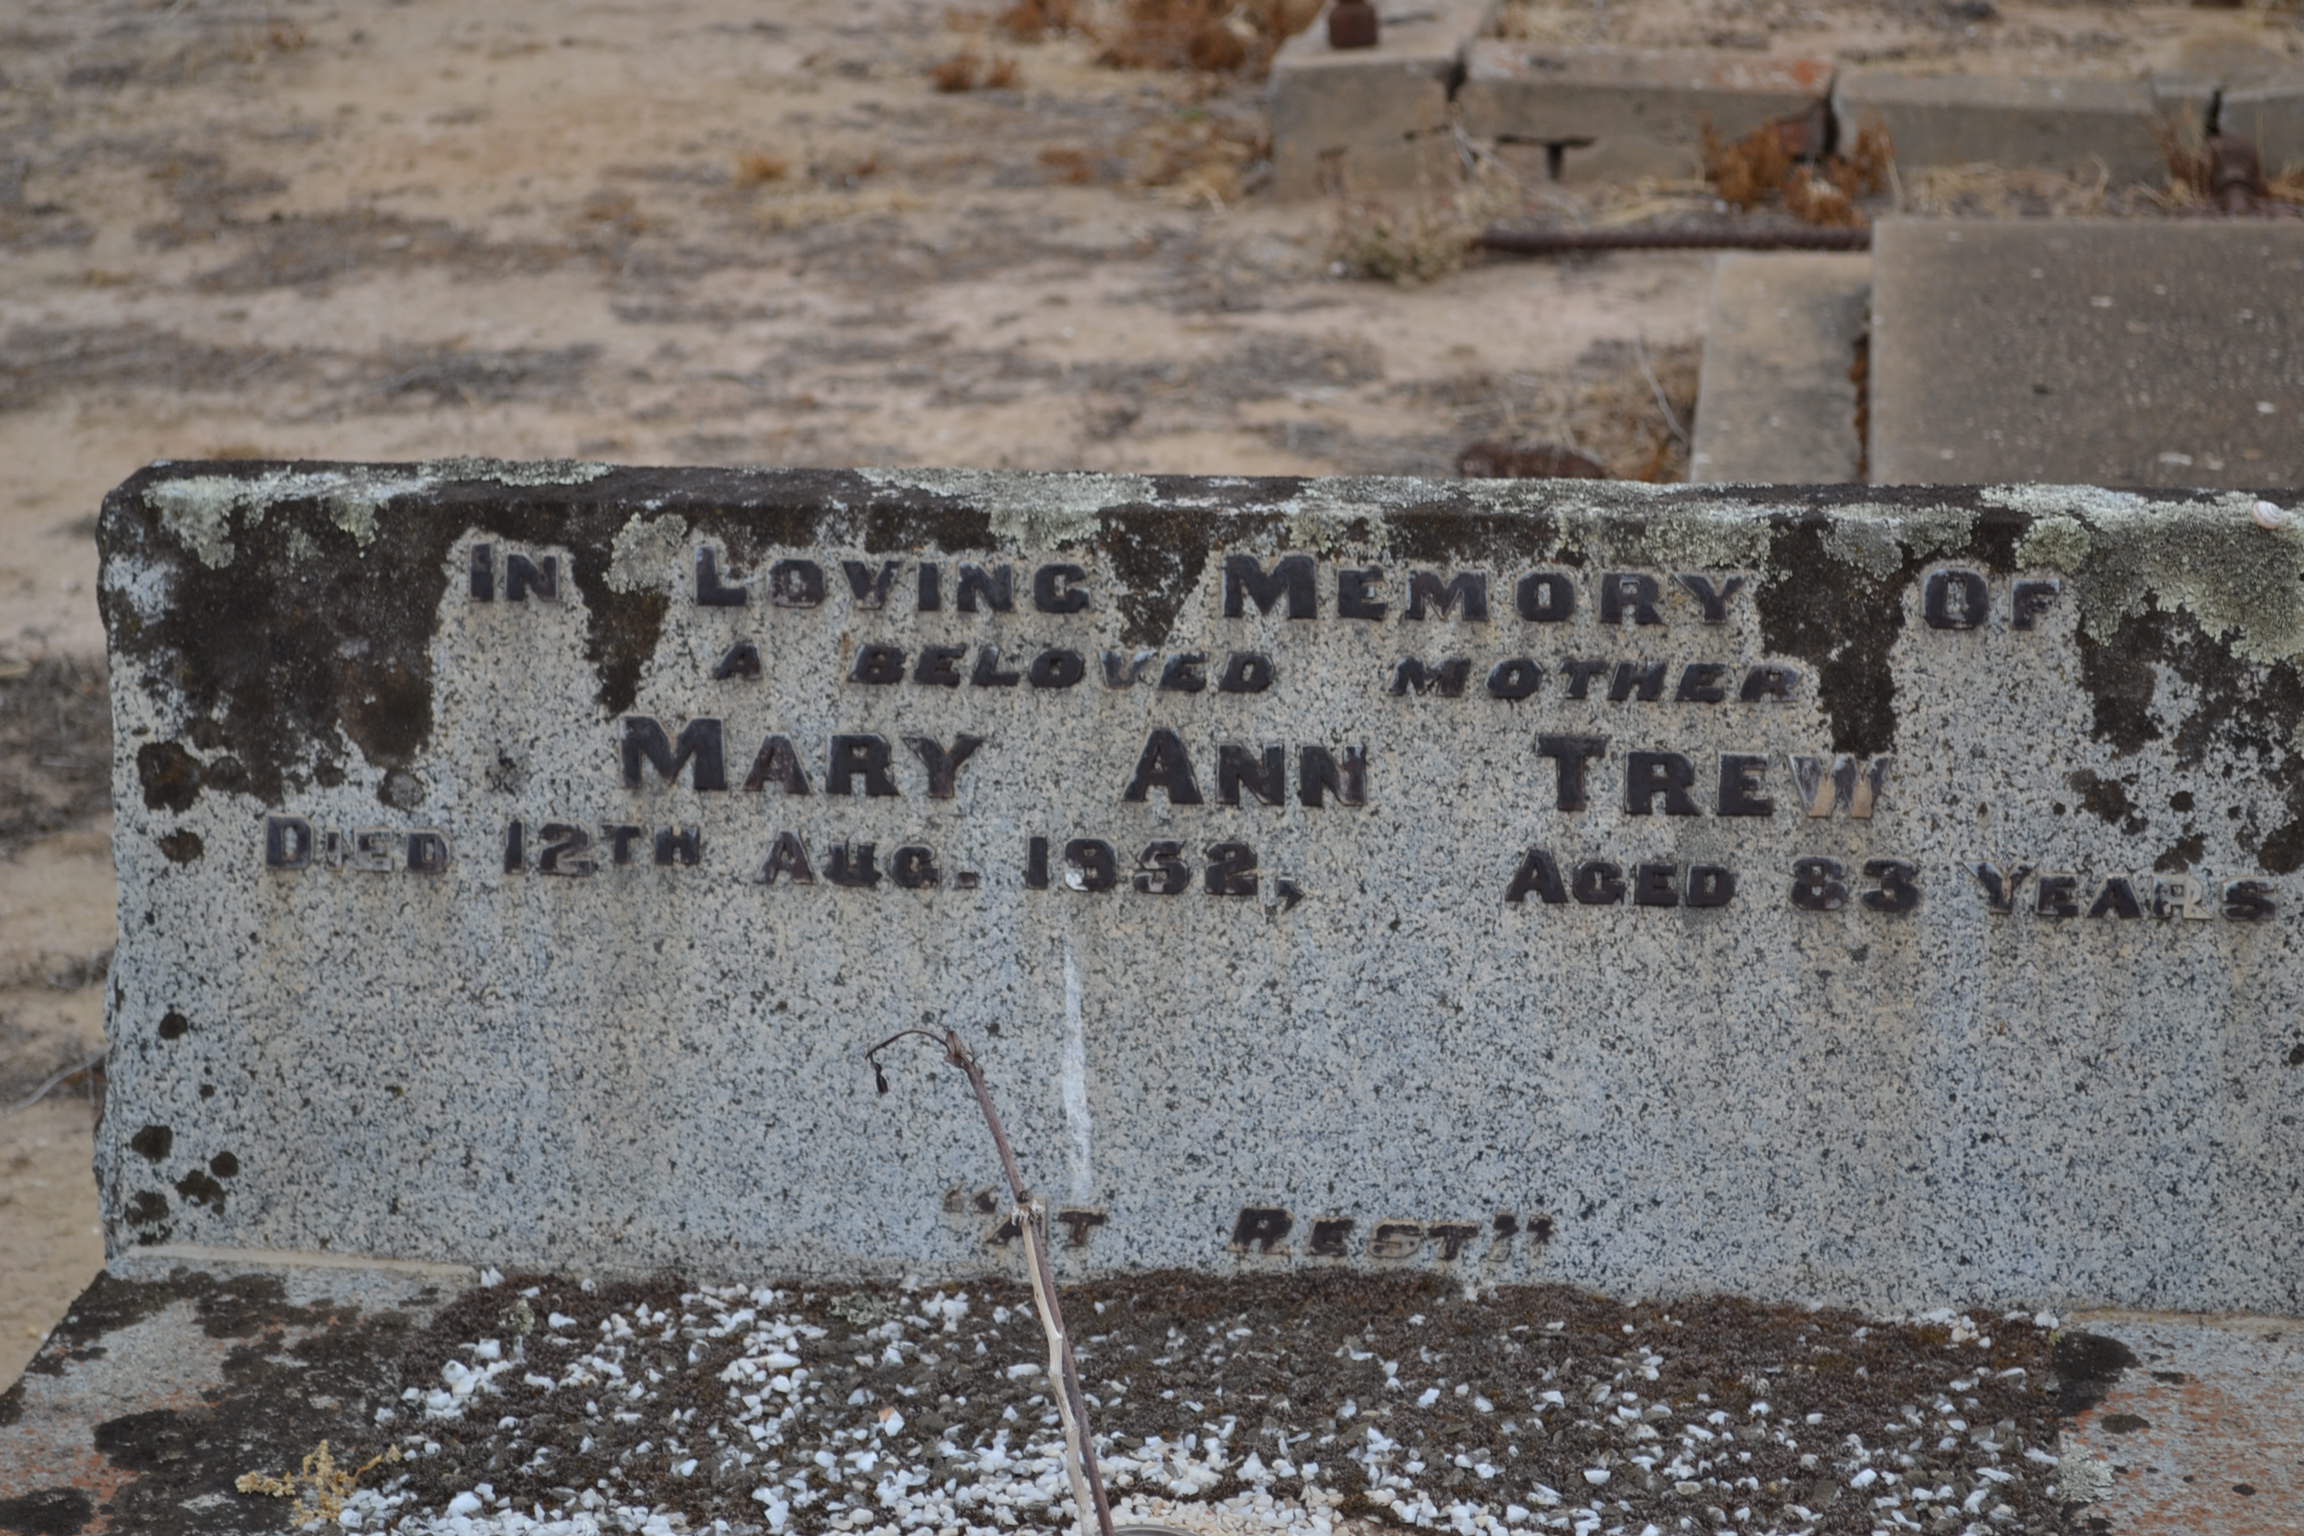 In Loving Memory Of
A BELOVED MOTHER
Mary Ann Trew
Died 12th Aug. 1952, Aged 83 Years
"At Rest"